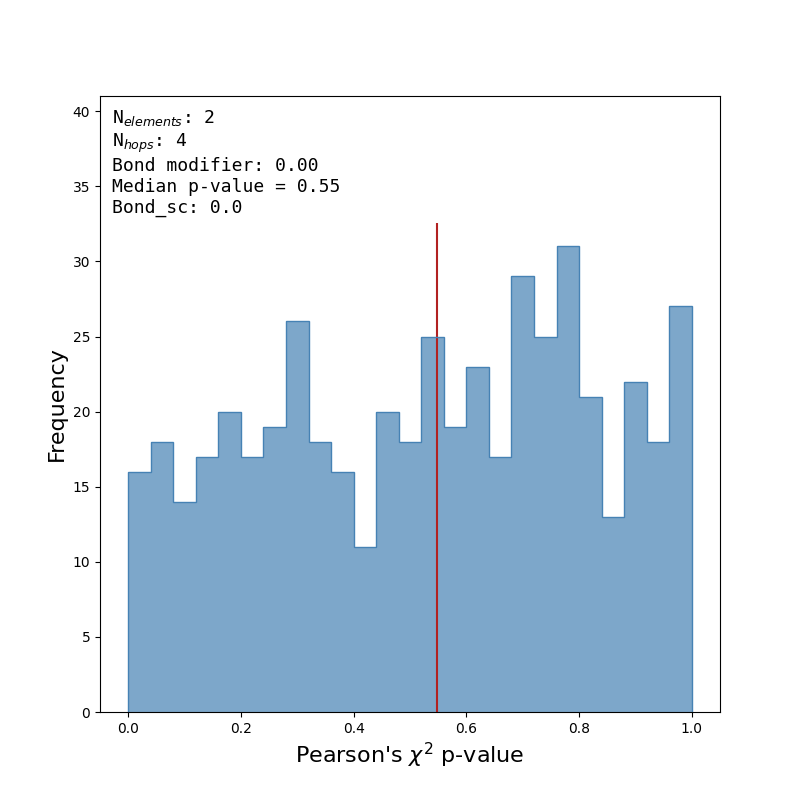 N_elements: 2
N_hops: 4
Bond modifier: 0.00
Median p-value = 0.55
Bond_sc: 0.0
40
35
30
25
20
15
10
5
0
Frequency
0.0 0.2 0.4 0.6 0.8 1.0
Pearson's χ² p-value